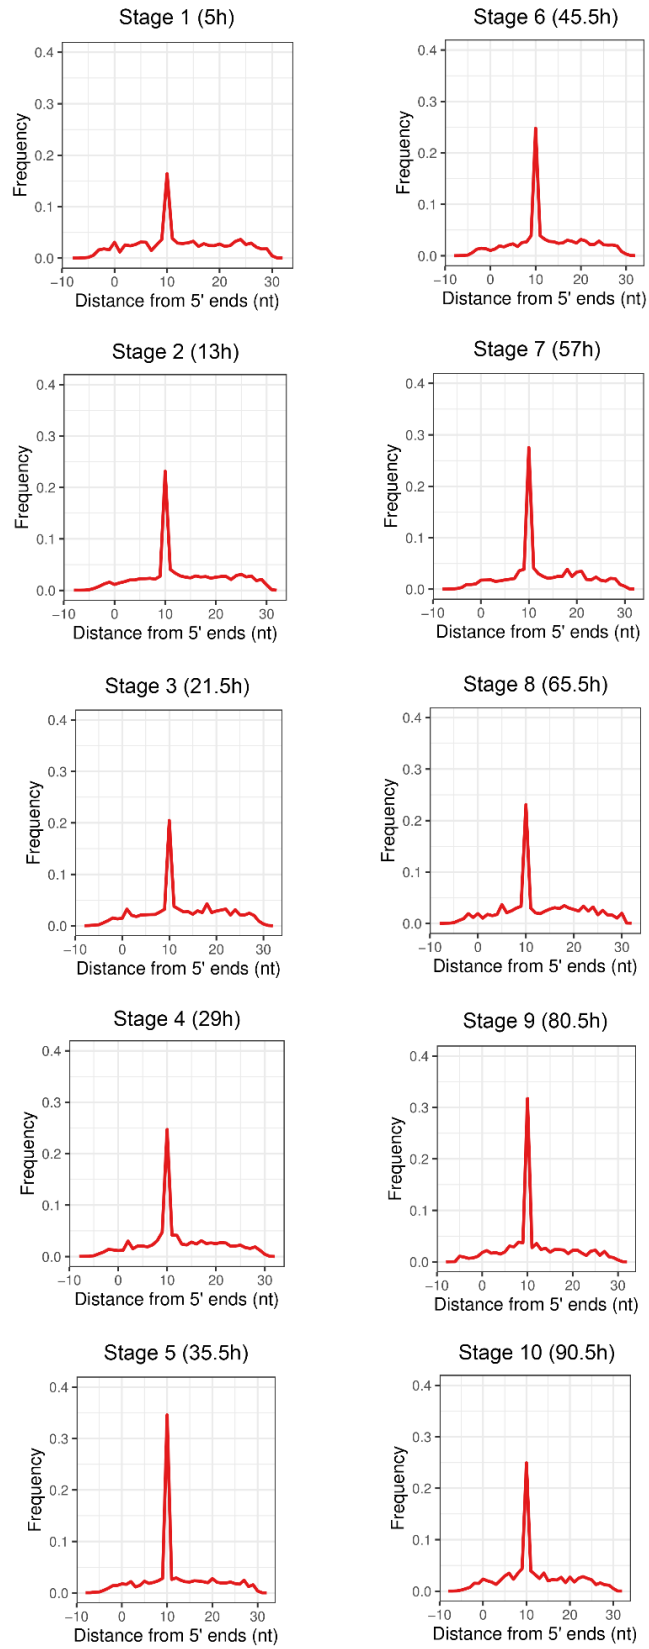 Stage 1 (5h)
Frequency
0.4
0.3
0.2
0.1
0.0
−10 0 10 20 30
Distance from 5' ends (nt)
Stage 6 (45.5h)
Frequency
0.4
0.3
0.2
0.1
0.0
−10 0 10 20 30
Distance from 5' ends (nt)
Stage 2 (13h)
Frequency
0.4
0.3
0.2
0.1
0.0
−10 0 10 20 30
Distance from 5' ends (nt)
Stage 7 (57h)
Frequency
0.4
0.3
0.2
0.1
0.0
−10 0 10 20 30
Distance from 5' ends (nt)
Stage 3 (21.5h)
Frequency
0.4
0.3
0.2
0.1
0.0
−10 0 10 20 30
Distance from 5' ends (nt)
Stage 8 (65.5h)
Frequency
0.4
0.3
0.2
0.1
0.0
−10 0 10 20 30
Distance from 5' ends (nt)
Stage 4 (29h)
Frequency
0.4
0.3
0.2
0.1
0.0
−10 0 10 20 30
Distance from 5' ends (nt)
Stage 9 (80.5h)
Frequency
0.4
0.3
0.2
0.1
0.0
−10 0 10 20 30
Distance from 5' ends (nt)
Stage 5 (35.5h)
Frequency
0.4
0.3
0.2
0.1
0.0
−10 0 10 20 30
Distance from 5' ends (nt)
Stage 10 (90.5h)
Frequency
0.4
0.3
0.2
0.1
0.0
−10 0 10 20 30
Distance from 5' ends (nt)